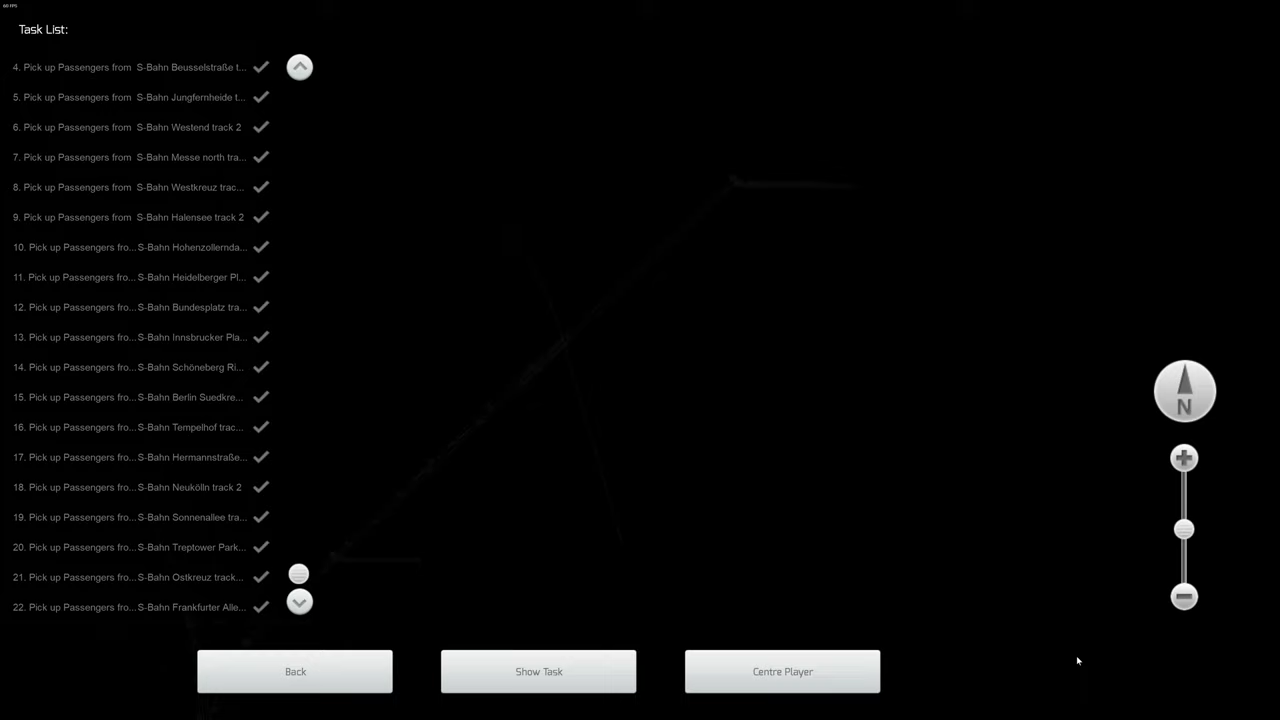 60 FPS
Task List:
4. Pick up Passengers from S-Bahn Beusselstraße t...
5. Pick up Passengers from S-Bahn Jungfernheide t...
6. Pick up Passengers from S-Bahn Westend track 2
7. Pick up Passengers from S-Bahn Messe north tra...
8. Pick up Passengers from S-Bahn Westkreuz trac...
9. Pick up Passengers from S-Bahn Halensee track 2
10. Pick up Passengers fro... S-Bahn Hohenzollernda...
11. Pick up Passengers fro... S-Bahn Heidelberger Pl...
12. Pick up Passengers fro... S-Bahn Bundesplatz tra...
13. Pick up Passengers fro... S-Bahn Innsbrucker Pla...
14. Pick up Passengers fro... S-Bahn Schöneberg Ri...
15. Pick up Passengers fro... S-Bahn Berlin Suedkre...
16. Pick up Passengers fro... S-Bahn Tempelhof trac...
17. Pick up Passengers fro... S-Bahn Hermannstraße...
18. Pick up Passengers fro... S-Bahn Neukölln track 2
19. Pick up Passengers fro... S-Bahn Sonnenallee tra...
20. Pick up Passengers fro... S-Bahn Treptower Park...
21. Pick up Passengers fro... S-Bahn Ostkreuz track...
22. Pick up Passengers fro... S-Bahn Frankfurter Alle...
N
Back
Show Task
Centre Player